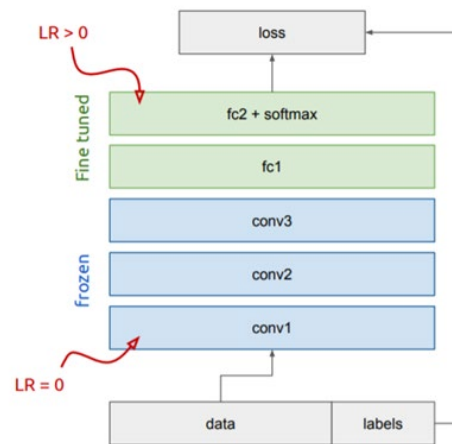 LR > 0
loss
Fine tuned
fc2 + softmax
fc1
conv3
frozen
conv2
conv1
LR = 0
data
labels